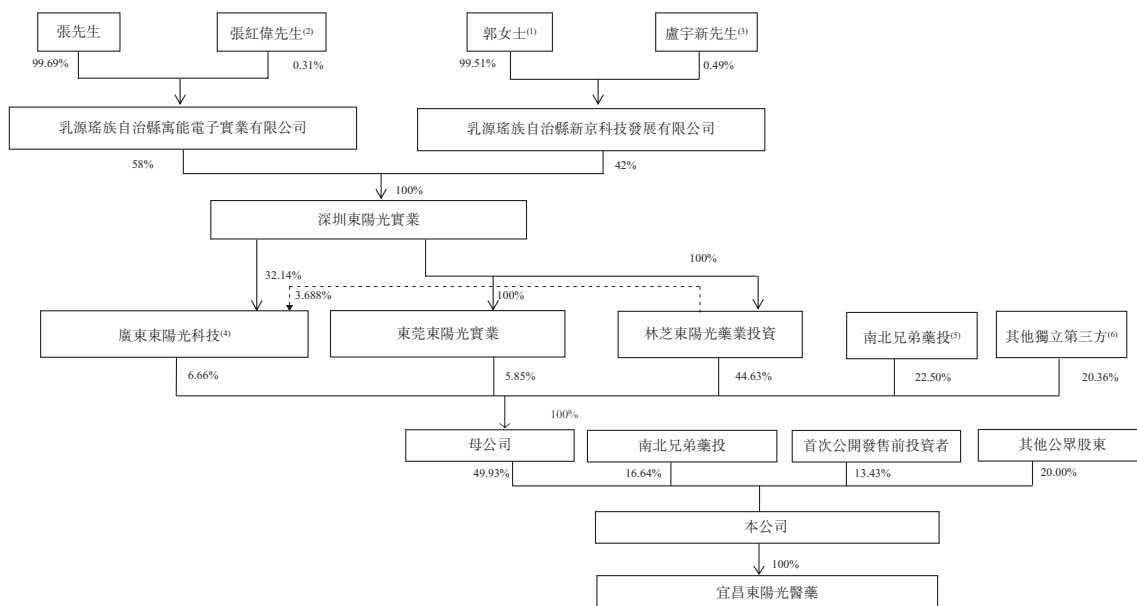 張先生
張紅偉先生(2)
郭女士(1)
盧宇新先生(3)
99.69%
0.31%
99.51%
0.49%
乳源瑤族自治縣寓能電子實業有限公司
乳源瑤族自治縣新京科技發展有限公司
58%
42%
100%
深圳東陽光實業
100%
32.14%
3.688%
100%
廣東東陽光科技(4)
東莞東陽光實業
林芝東陽光藥業投資
南北兄弟藥投(5)
其他獨立第三方(6)
6.66%
5.85%
44.63%
22.50%
20.36%
100%
母公司
南北兄弟藥投
首次公開發售前投資者
其他公眾股東
49.93%
16.64%
13.43%
20.00%
本公司
100%
宜昌東陽光醫藥